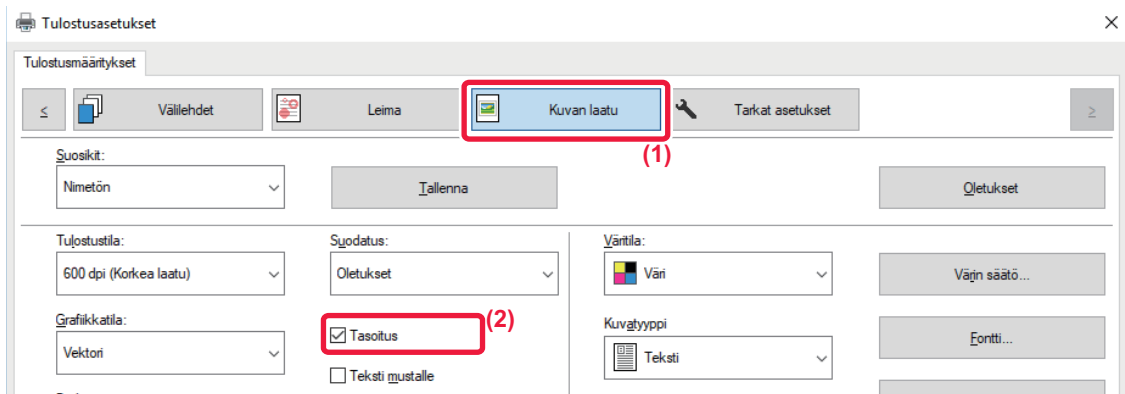 Tulostusasetukset
Tulostusmääritykset
< Välilehdet Leima Kuvan laatu Tarkat asetukset >
(1)
Suosikit:
Nimetön Tallenna Oletukset
Tulostustila: Suodatus: Väritila:
600 dpi (Korkea laatu) Oletukset Väri Värin säätö...
Grafiikkatila: (2) Kuvatyyppi
Vektori Tasoitus Teksti Fontti...
Teksti mustalle